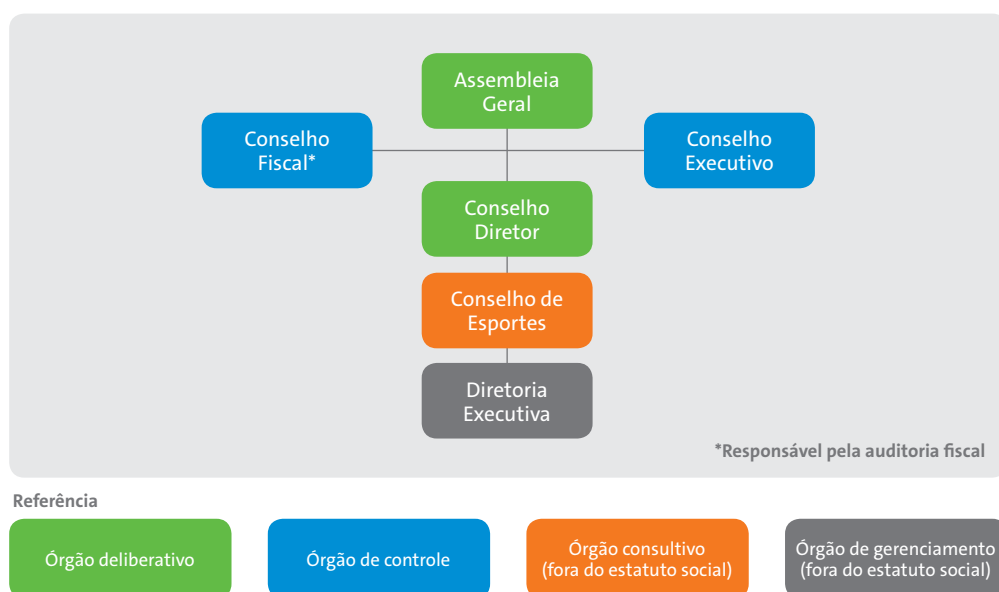 Assembleia
Geral
Conselho
Fiscal*
Conselho
Executivo
Conselho
Diretor
Conselho de
Esportes
Diretoria
Executiva
*Responsável pela auditoria fiscal
Referência
Órgão deliberativo
Órgão de controle
Órgão consultivo
(fora do estatuto social)
Órgão de gerenciamento
(fora do estatuto social)